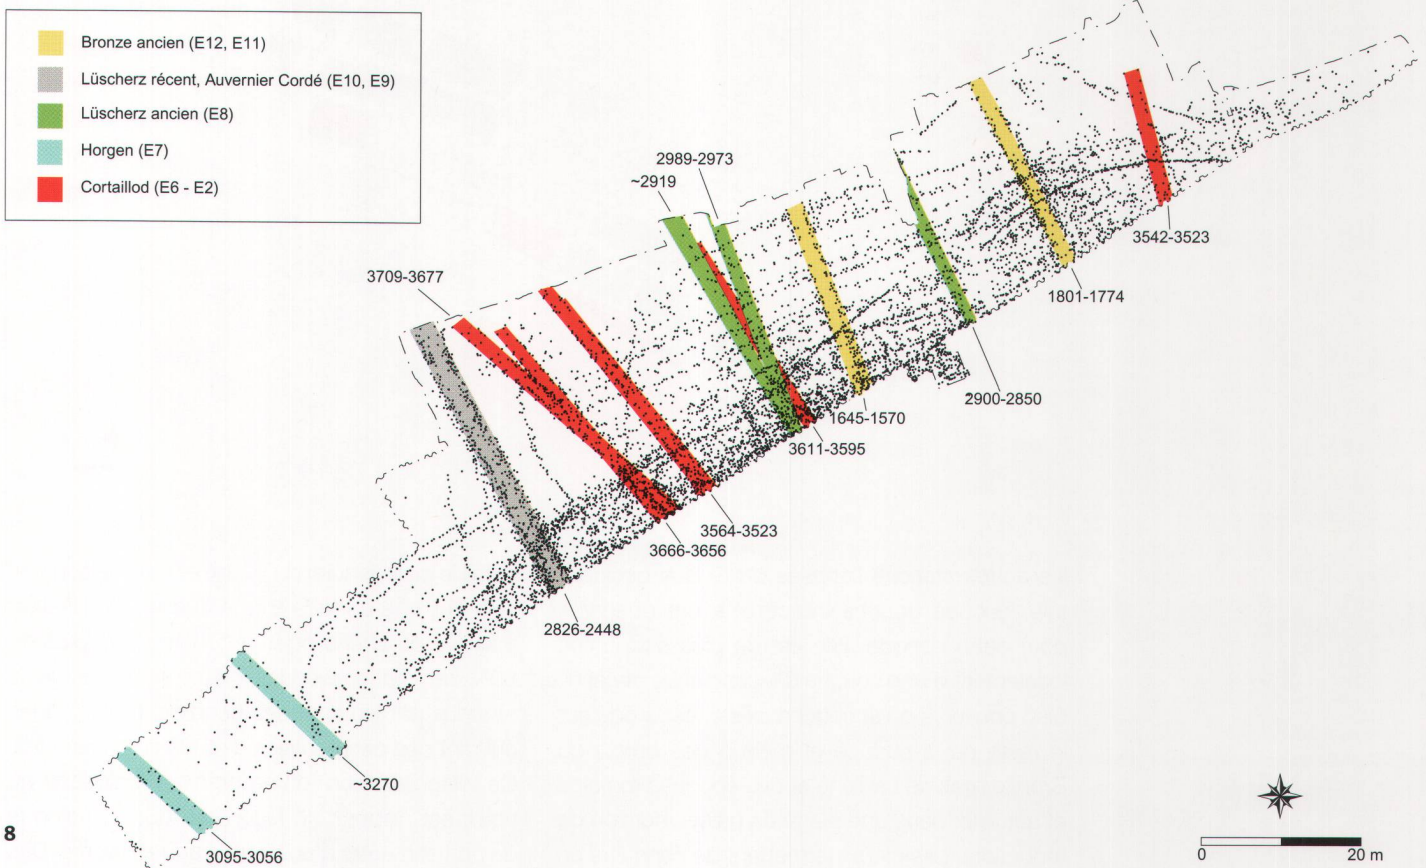 Bronze ancien (E12, E11)
Lüscherz récent, Auvernier Cordé (E10, E9)
Lüscherz ancien (E8)
Horgen (E7)
Cortaillod (E6 - E2)
2989-2973
~2919
3709-3677
3542-3523
1801-1774
2900-2850
1645-1570
3611-3595
3564-3523
3666-3656
2826-2448
~3270
3095-3056
8
0 20 m